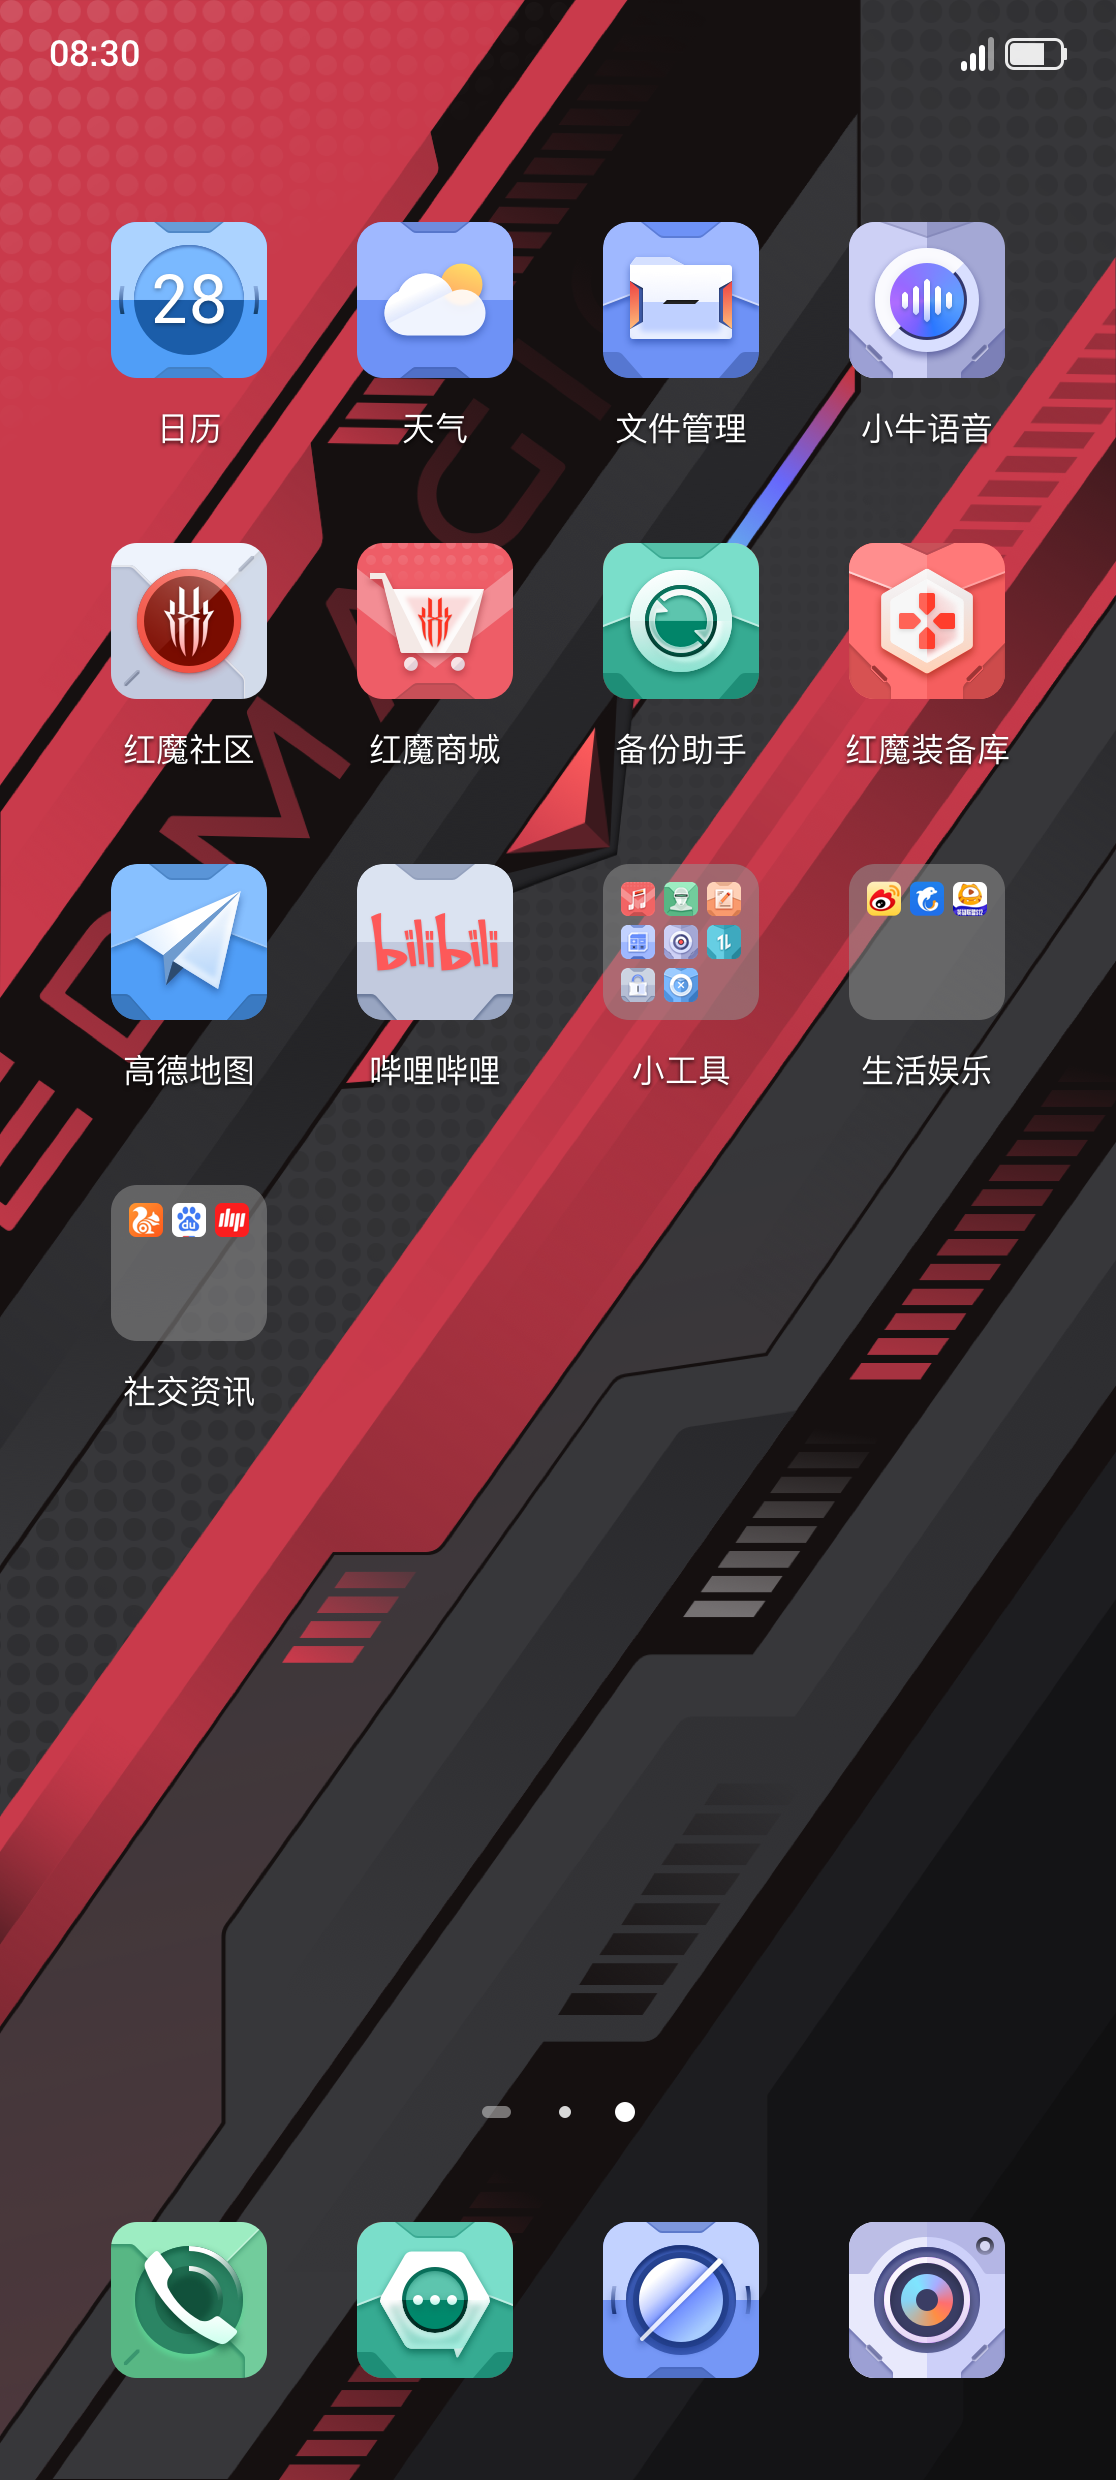 08:30
28
日历
天气
文件管理
小牛语音
红魔社区
红魔商城
备份助手
红魔装备库
bilibili
高德地图
哔哩哔哩
小工具
生活娱乐
du
社交资讯